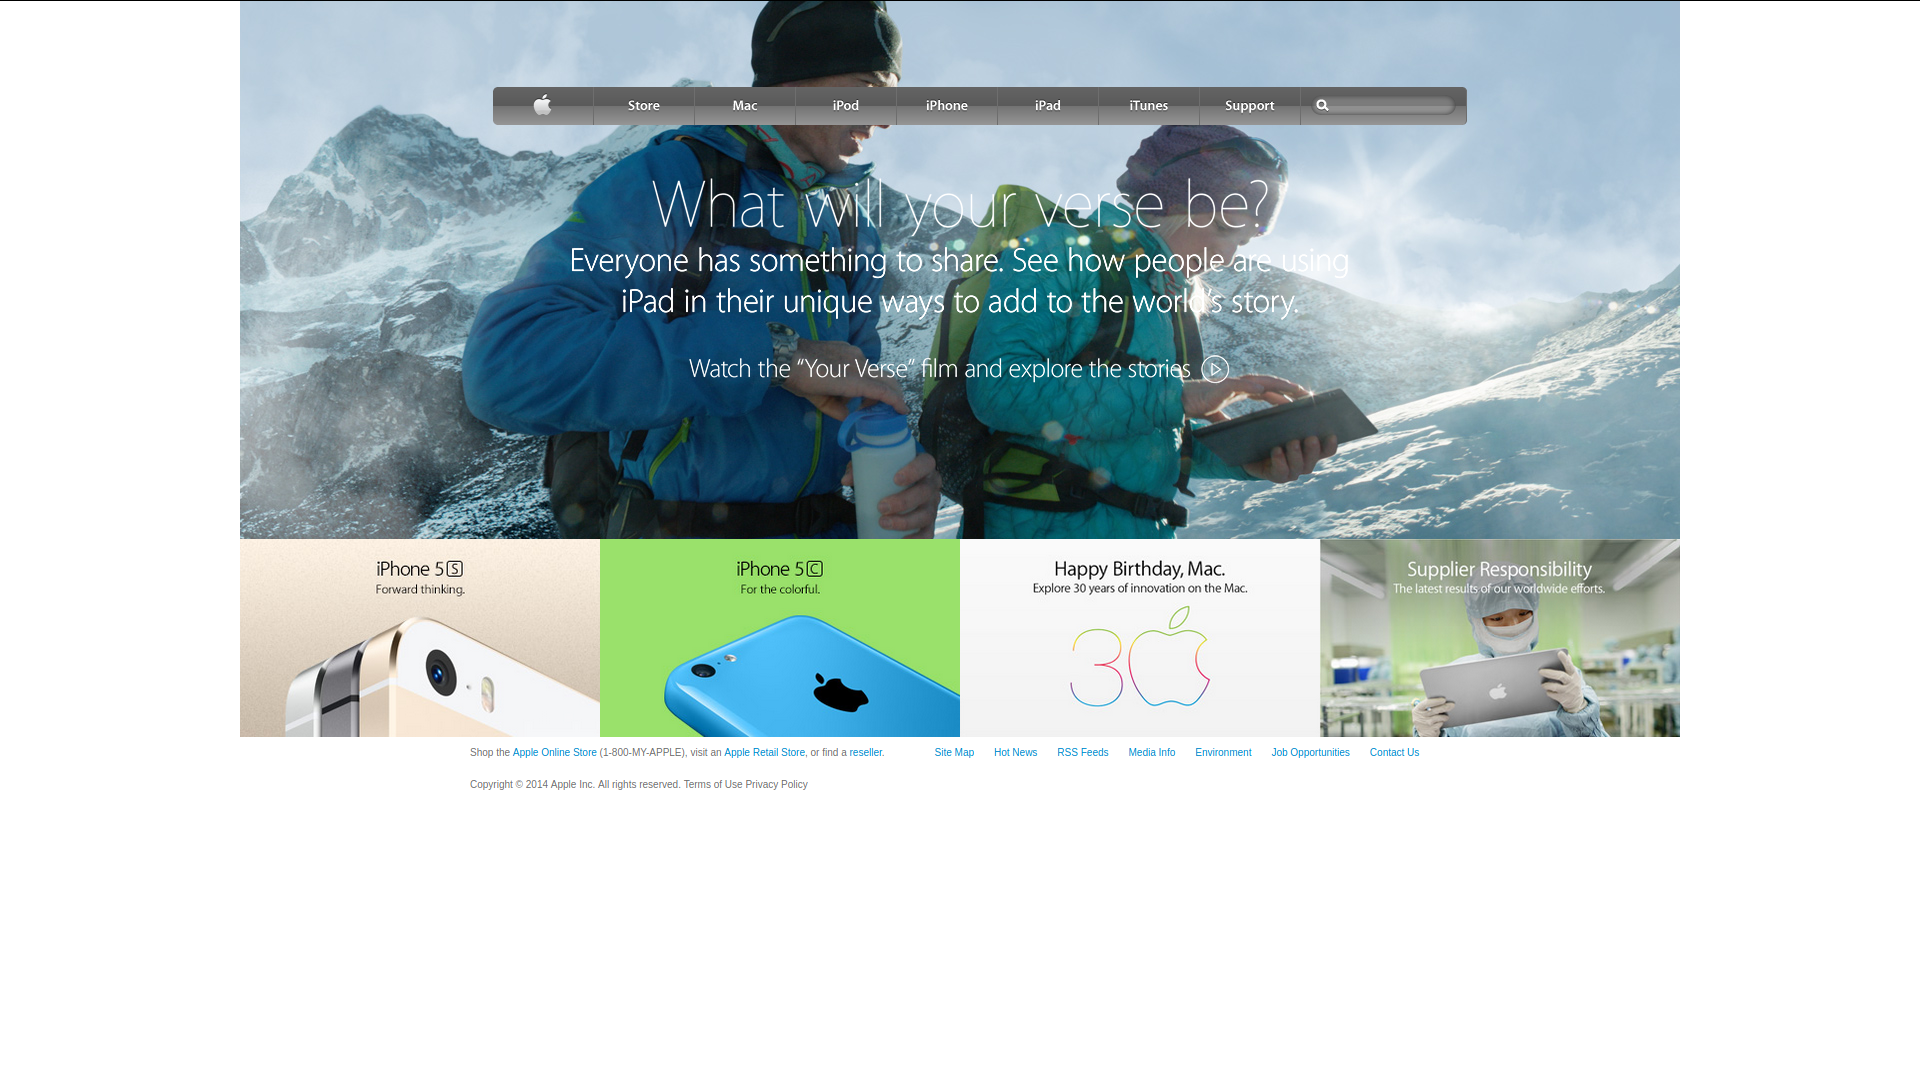 Store Mac iPod iPhone iPad iTunes Support
What will your verse be?
Everyone has something to share. See how people are using
iPad in their unique ways to add to the world's story.
Watch the “Your Verse” film and explore the stories
iPhone 5S
Forward thinking.
iPhone 5C
For the colorful.
Happy Birthday, Mac.
Explore 30 years of innovation on the Mac.
30
Supplier Responsibility
The latest results of our worldwide efforts.
Shop the Apple Online Store (1-800-MY-APPLE), visit an Apple Retail Store, or find a reseller.
Site Map Hot News RSS Feeds Media Info Environment Job Opportunities Contact Us
Copyright © 2014 Apple Inc. All rights reserved. Terms of Use Privacy Policy